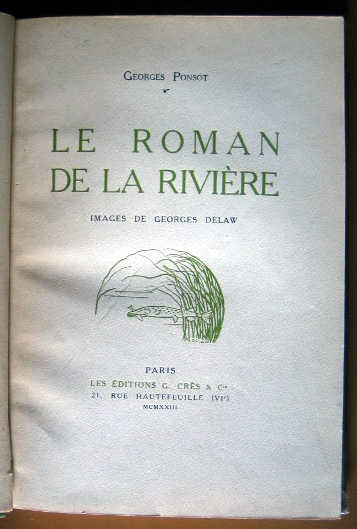 Georges Ponsot
LE ROMAN
DE LA RIVIÈRE
IMAGES DE GEORGES DELAW
PARIS
LES ÉDITIONS G. CRÈS & Cie
21, RUE HAUTEFEUILLE (VIe)
MCMXXIII